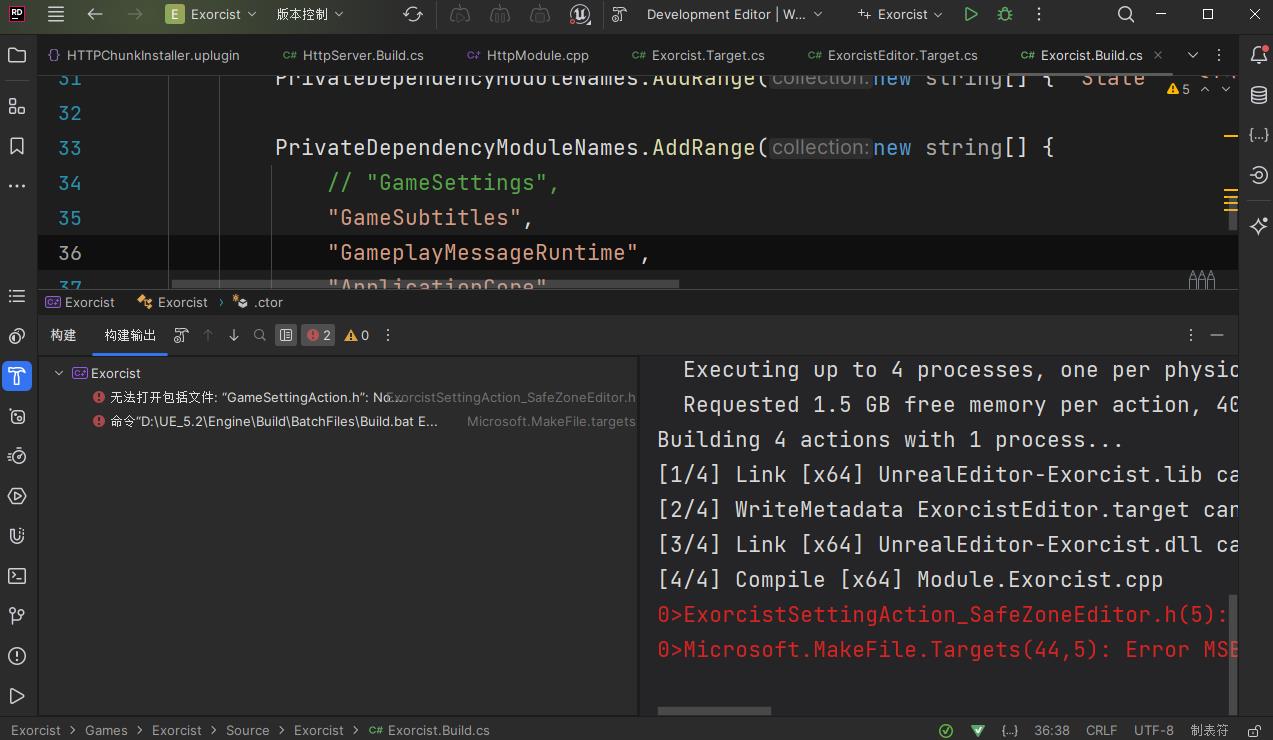 RD
E Exorcist 版本控制 Development Editor | W... Exorcist
HTTPChunkInstaller.uplugin C# HttpServer.Build.cs HttpModule.cpp C# Exorcist.Target.cs C# ExorcistEditor.Target.cs C# Exorcist.Build.cs
31 PrivateDependencyModuleNames.AddRange(collection:new string[] { "State
5
32
33 PrivateDependencyModuleNames.AddRange(collection:new string[] {
34 // "GameSettings",
35 "GameSubtitles",
36 "GameplayMessageRuntime",
37 "ApplicationCore"
Exorcist Exorcist .ctor
构建 构建输出 2 0
Exorcist
无法打开包括文件: “GameSettingAction.h”: No... ExorcistSettingAction_SafeZoneEditor.h
命令“D:\UE_5.2\Engine\Build\BatchFiles\Build.bat E... Microsoft.MakeFile.targets
Executing up to 4 processes, one per physic
Requested 1.5 GB free memory per action, 40
Building 4 actions with 1 process...
[1/4] Link [x64] UnrealEditor-Exorcist.lib ca
[2/4] WriteMetadata ExorcistEditor.target can
[3/4] Link [x64] UnrealEditor-Exorcist.dll ca
[4/4] Compile [x64] Module.Exorcist.cpp
0>ExorcistSettingAction_SafeZoneEditor.h(5):
0>Microsoft.MakeFile.Targets(44,5): Error MSB
Exorcist Games Exorcist Source Exorcist C# Exorcist.Build.cs {...} 36:38 CRLF UTF-8 制表符